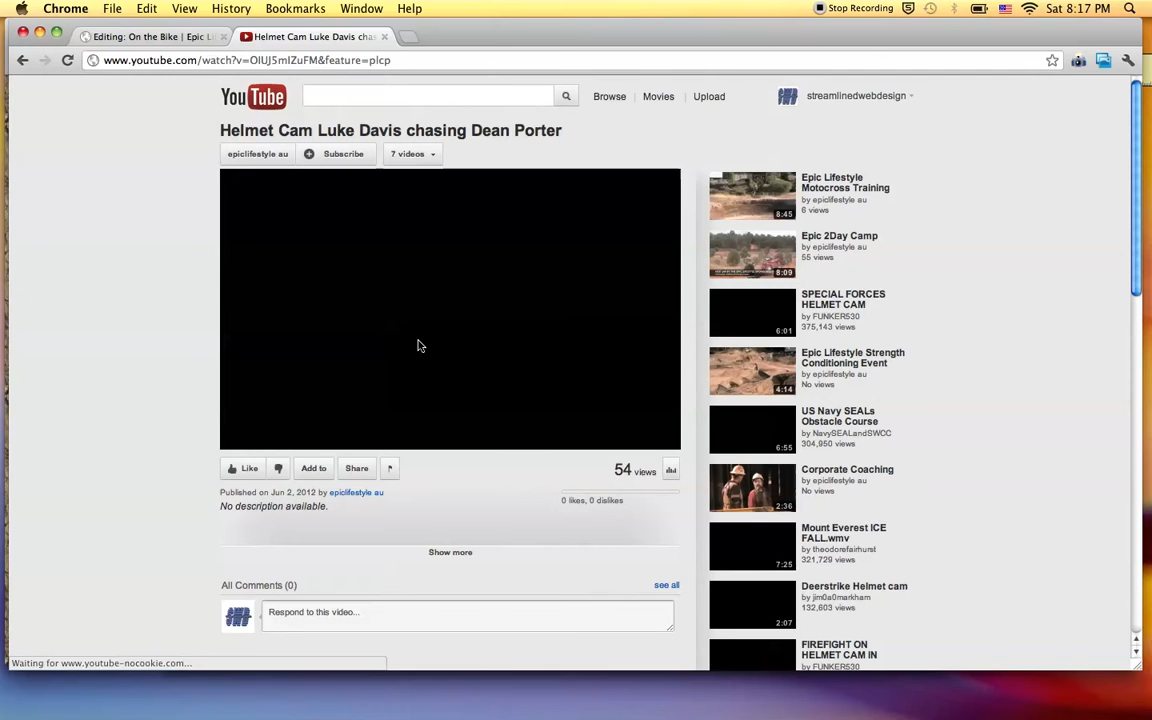 Chrome File Edit View History Bookmarks Window Help Stop Recording Sat 8:17 PM
Editing: On the Bike | Epic Li
Helmet Cam Luke Davis chas
www.youtube.com/watch?v=OIUJ5mIZuFM&feature=plcp
YouTube Browse Movies Upload streamlinedwebdesign
Helmet Cam Luke Davis chasing Dean Porter
epiclifestyle au Subscribe 7 videos
Like Add to Share 54 views
Published on Jun 2, 2012 by epiclifestyle au
0 likes, 0 dislikes
No description available.
Show more
All Comments (0) see all
Respond to this video...
Epic Lifestyle
Motocross Training
by epiclifestyle au
6 views
8:45
Epic 2Day Camp
by epiclifestyle au
55 views
8:09
SPECIAL FORCES
HELMET CAM
by FUNKER530
375,143 views
6:01
Epic Lifestyle Strength
Conditioning Event
by epiclifestyle au
No views
4:14
US Navy SEALs
Obstacle Course
by NavySEALandSWCC
304,950 views
6:55
Corporate Coaching
by epiclifestyle au
No views
2:36
Mount Everest ICE
FALL.wmv
by theodorefairhurst
321,729 views
7:25
Deerstrike Helmet cam
by jim0a0markham
132,603 views
2:07
FIREFIGHT ON
HELMET CAM IN
by FUNKER530
Waiting for www.youtube-nocookie.com...